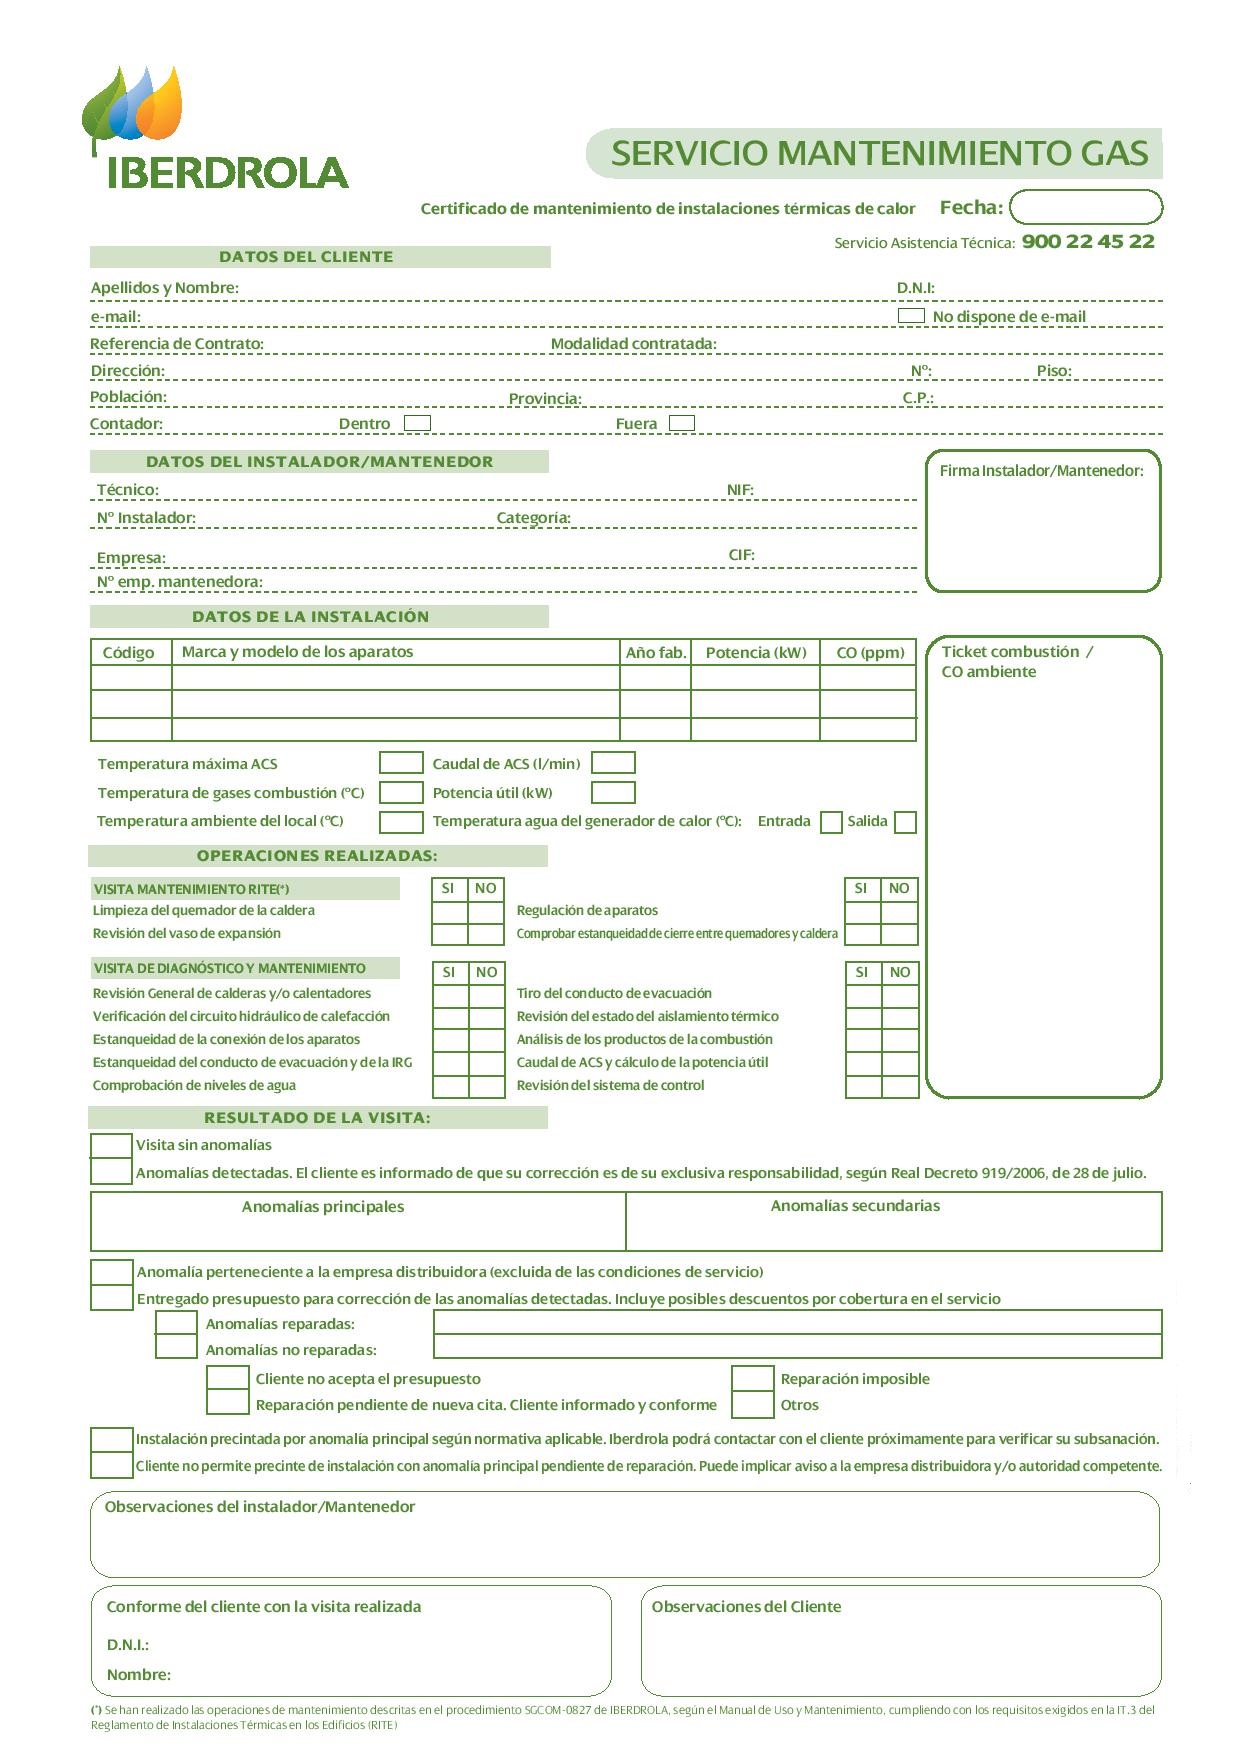 IBERDROLA
SERVICIO MANTENIMIENTO GAS
Certificado de mantenimiento de instalaciones térmicas de calor Fecha:
Servicio Asistencia Técnica: 900 22 45 22
DATOS DEL CLIENTE
Apellidos y Nombre: D.N.I:
e-mail: No dispone de e-mail
Referencia de Contrato: Modalidad contratada:
Dirección: Nº: Piso:
Población: Provincia: C.P.:
Contador: Dentro Fuera
DATOS DEL INSTALADOR/MANTENEDOR
Firma Instalador/Mantenedor:
Técnico: NIF:
Nº Instalador: Categoría:
Empresa: CIF:
Nº emp. mantenedora:
DATOS DE LA INSTALACIÓN
Código Marca y modelo de los aparatos Año fab. Potencia (kW) CO (ppm)
Ticket combustión /
CO ambiente
Temperatura máxima ACS Caudal de ACS (l/min)
Temperatura de gases combustión (ºC) Potencia útil (kW)
Temperatura ambiente del local (ºC) Temperatura agua del generador de calor (ºC): Entrada Salida
OPERACIONES REALIZADAS:
VISITA MANTENIMIENTO RITE(*) SI NO SI NO
Limpieza del quemador de la caldera Regulación de aparatos
Revisión del vaso de expansión Comprobar estanqueidad de cierre entre quemadores y caldera
VISITA DE DIAGNÓSTICO Y MANTENIMIENTO SI NO SI NO
Revisión General de calderas y/o calentadores Tiro del conducto de evacuación
Verificación del circuito hidráulico de calefacción Revisión del estado del aislamiento térmico
Estanqueidad de la conexión de los aparatos Análisis de los productos de la combustión
Estanqueidad del conducto de evacuación y de la IRG Caudal de ACS y cálculo de la potencia útil
Comprobación de niveles de agua Revisión del sistema de control
RESULTADO DE LA VISITA:
Visita sin anomalías
Anomalías detectadas. El cliente es informado de que su corrección es de su exclusiva responsabilidad, según Real Decreto 919/2006, de 28 de julio.
Anomalías principales Anomalías secundarias
Anomalía perteneciente a la empresa distribuidora (excluida de las condiciones de servicio)
Entregado presupuesto para corrección de las anomalías detectadas. Incluye posibles descuentos por cobertura en el servicio
Anomalías reparadas:
Anomalías no reparadas:
Cliente no acepta el presupuesto Reparación imposible
Reparación pendiente de nueva cita. Cliente informado y conforme Otros
Instalación precintada por anomalía principal según normativa aplicable. Iberdrola podrá contactar con el cliente próximamente para verificar su subsanación.
Cliente no permite precinte de instalación con anomalía principal pendiente de reparación. Puede implicar aviso a la empresa distribuidora y/o autoridad competente.
Observaciones del instalador/Mantenedor
Conforme del cliente con la visita realizada Observaciones del Cliente
D.N.I.:
Nombre:
(*) Se han realizado las operaciones de mantenimiento descritas en el procedimiento SGCOM-0827 de IBERDROLA, según el Manual de Uso y Mantenimiento, cumpliendo con los requisitos exigidos en la IT.3 del
Reglamento de Instalaciones Térmicas en los Edificios (RITE)